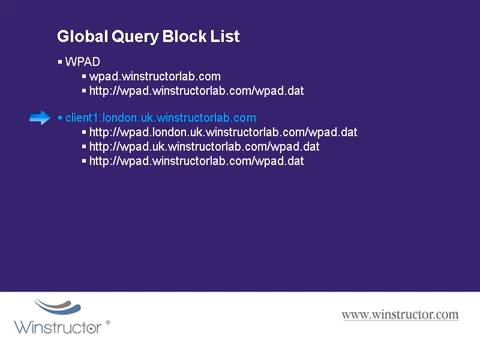 Global Query Block List
WPAD
wpad.winstructorlab.com
http://wpad.winstructorlab.com/wpad.dat
client1.london.uk.winstructorlab.com
http://wpad.london.uk.winstructorlab.com/wpad.dat
http://wpad.uk.winstructorlab.com/wpad.dat
http://wpad.winstructorlab.com/wpad.dat
Winstructor®
www.winstructor.com